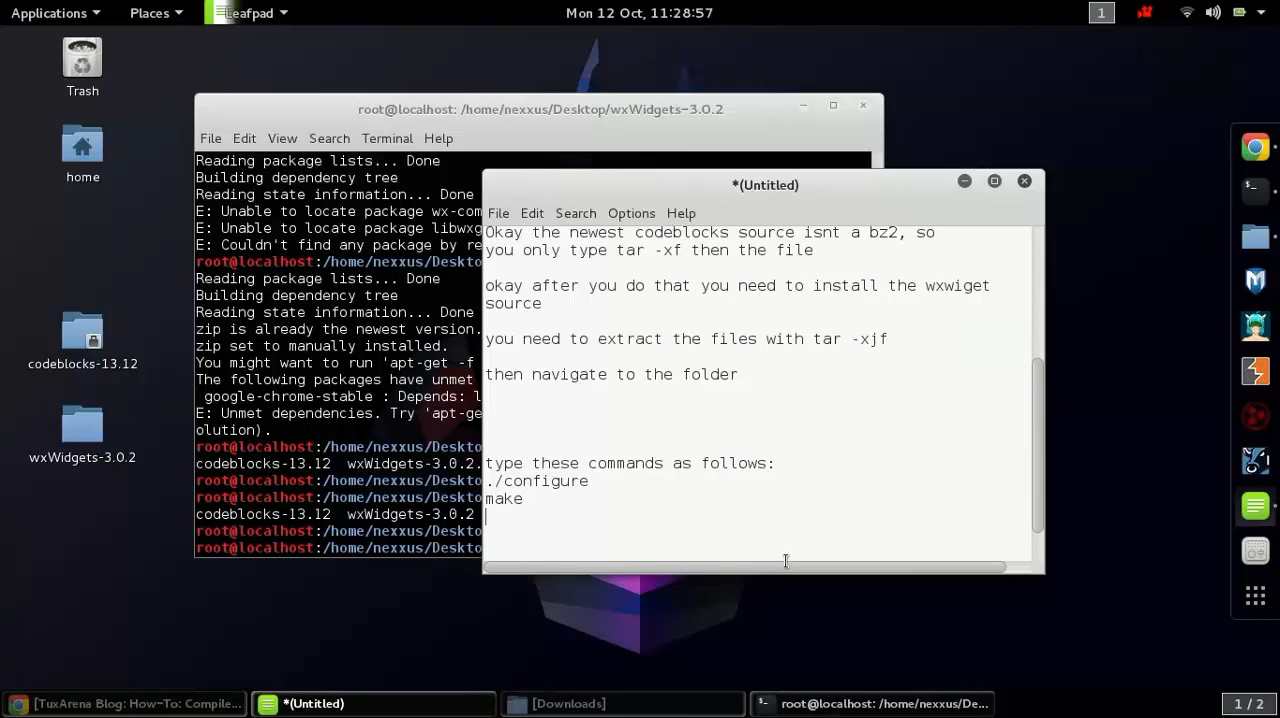 Applications
Places
Leafpad
Mon 12 Oct, 11:28:57
1
Trash
home
codeblocks-13.12
wxWidgets-3.0.2
root@localhost: /home/nexxus/Desktop/wxWidgets-3.0.2
File Edit View Search Terminal Help
Reading package lists... Done
Building dependency tree
Reading state information... Done
E: Unable to locate package wx-com
E: Unable to locate package libwxg
E: Couldn't find any package by re
root@localhost:/home/nexxus/Deskto
Reading package lists... Done
Building dependency tree
Reading state information... Done
zip is already the newest version.
zip set to manually installed.
You might want to run 'apt-get -f
The following packages have unmet
google-chrome-stable : Depends: l
E: Unmet dependencies. Try 'apt-ge
olution).
root@localhost:/home/nexxus/Deskto
codeblocks-13.12 wxWidgets-3.0.2.
root@localhost:/home/nexxus/Deskto
root@localhost:/home/nexxus/Deskto
codeblocks-13.12 wxWidgets-3.0.2
root@localhost:/home/nexxus/Deskto
root@localhost:/home/nexxus/Deskto
*(Untitled)
File Edit Search Options Help
Okay the newest codeblocks source isnt a bz2, so
you only type tar -xf then the file
okay after you do that you need to install the wxwiget
source
you need to extract the files with tar -xjf
then navigate to the folder
type these commands as follows:
./configure
make
[TuxArena Blog: How-To: Compile...
*(Untitled)
[Downloads]
root@localhost: /home/nexxus/De...
1 / 2